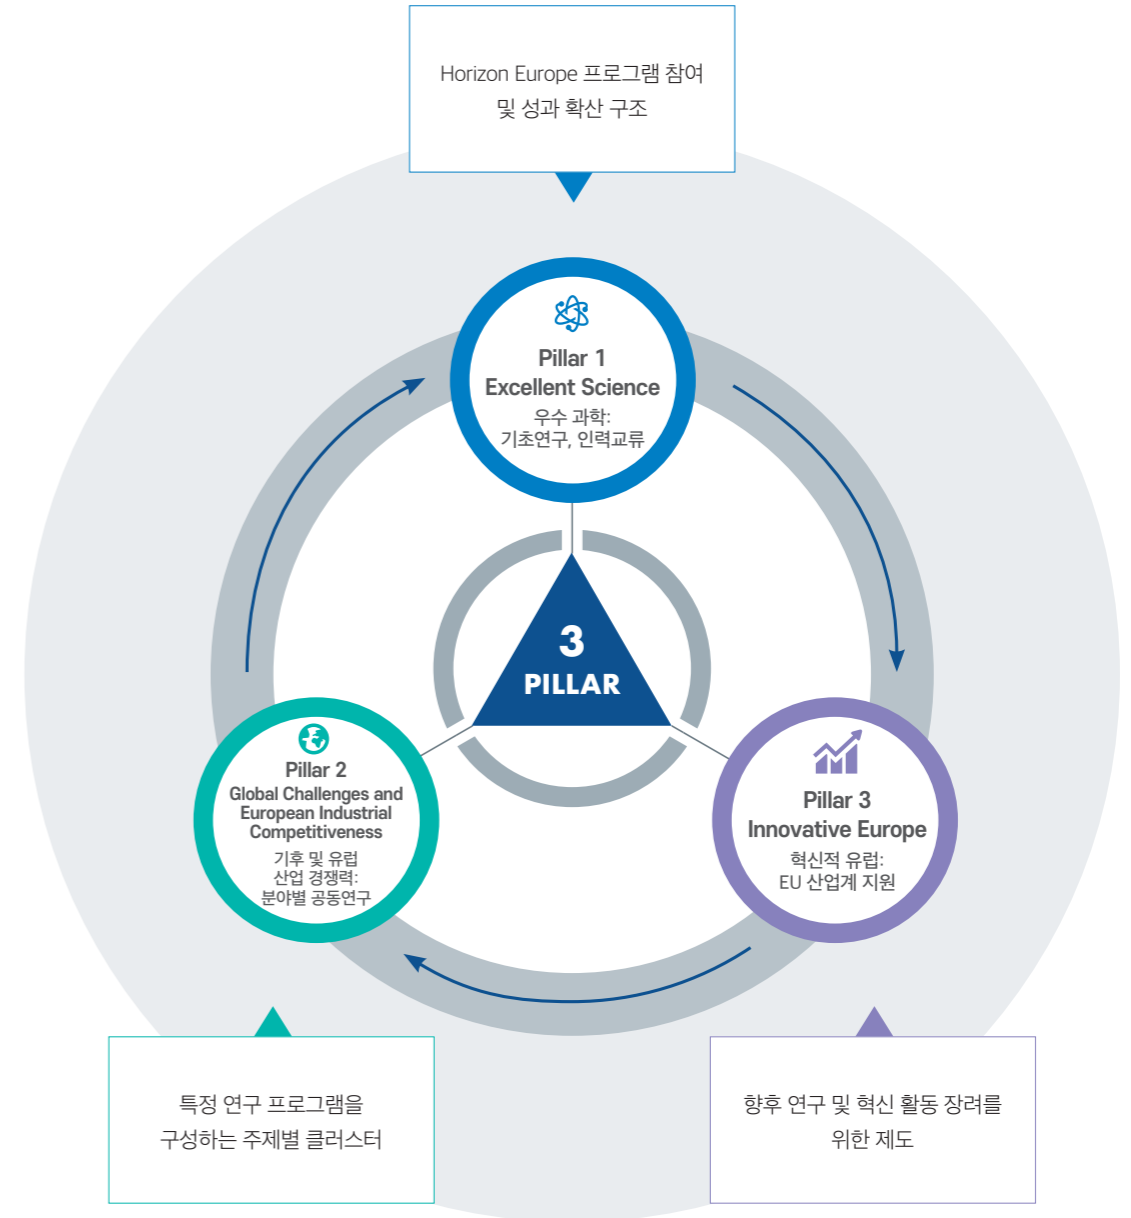 Horizon Europe 프로그램 참여
및 성과 확산 구조
Pillar 1
Excellent Science
우수 과학:
기초연구, 인력교류
3
PILLAR
Pillar 2
Global Challenges and
European Industrial
Competitiveness
기후 및 유럽
산업 경쟁력:
분야별 공동연구
Pillar 3
Innovative Europe
혁신적 유럽:
EU 산업계 지원
특정 연구 프로그램을
구성하는 주제별 클러스터
향후 연구 및 혁신 활동 장려를
위한 제도